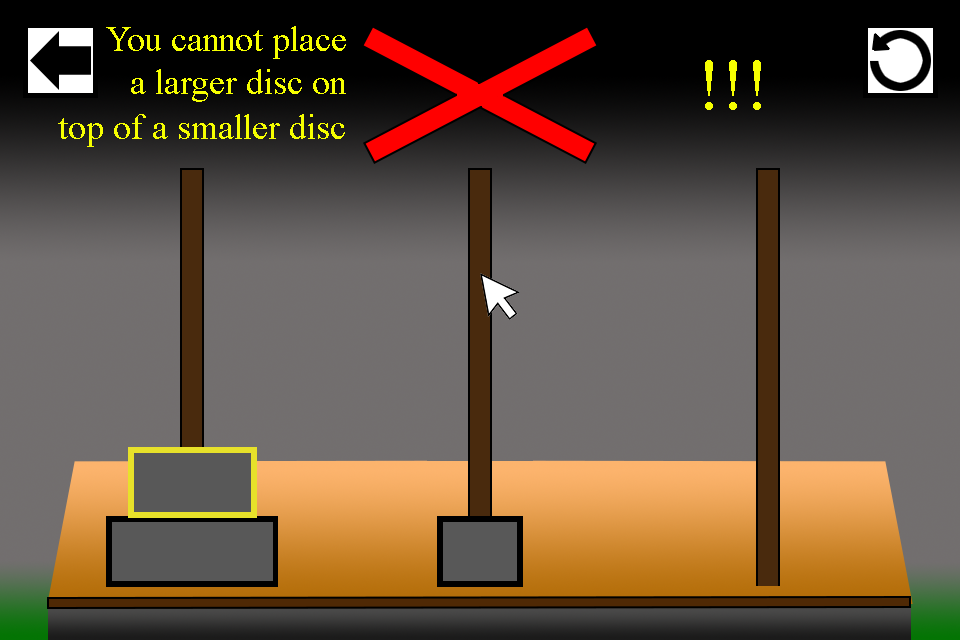 You cannot place
a larger disc on
top of a smaller disc
!!!